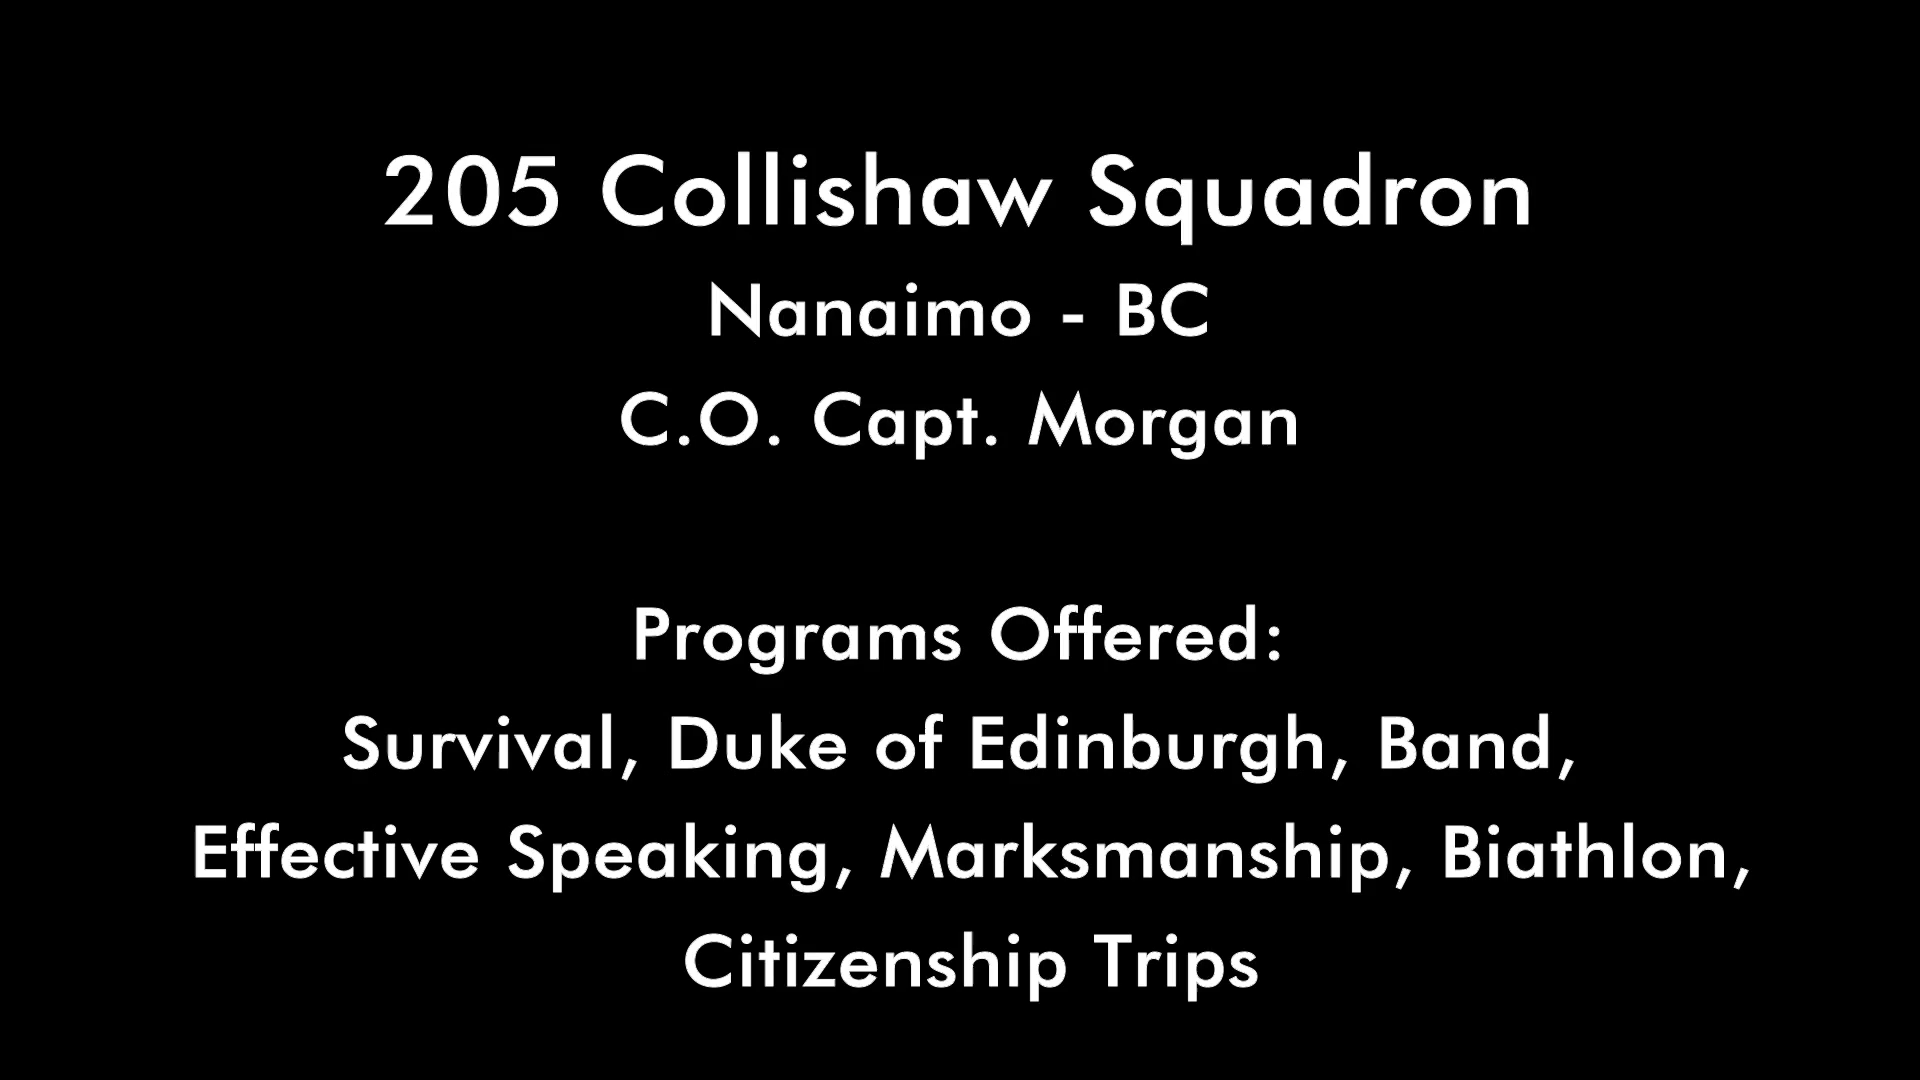 205 Collishaw Squadron
Nanaimo - BC
C.O. Capt. Morgan
Programs Offered:
Survival, Duke of Edinburgh, Band,
Effective Speaking, Marksmanship, Biathlon,
Citizenship Trips